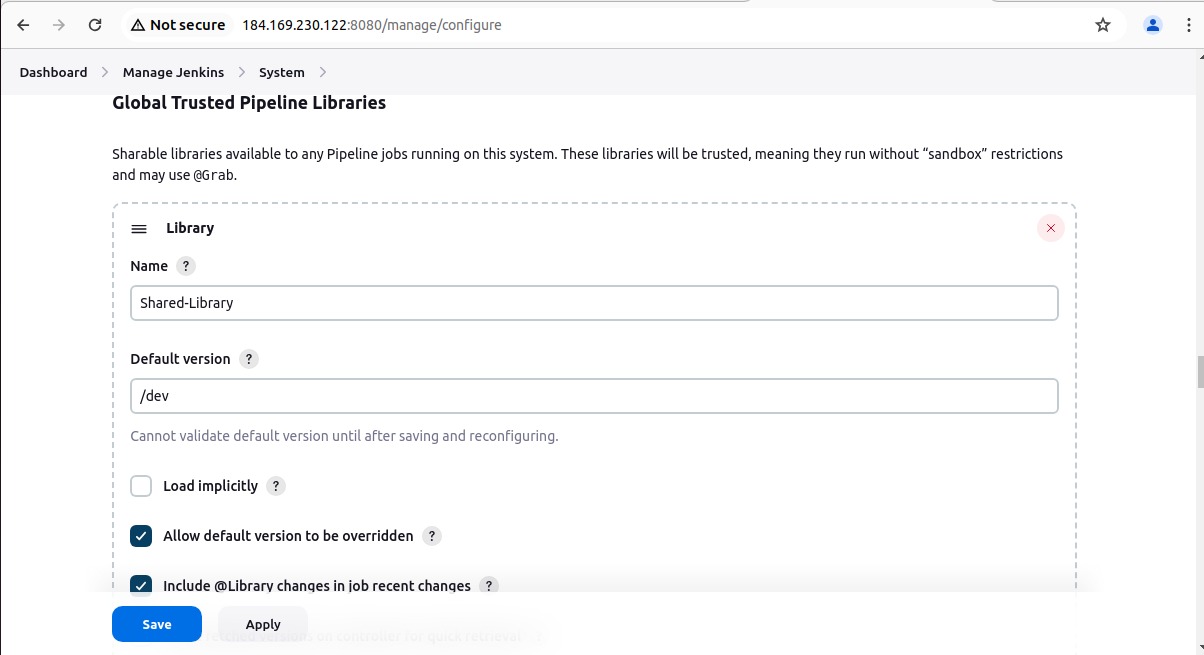 Not secure 184.169.230.122:8080/manage/configure
Dashboard Manage Jenkins System
Global Trusted Pipeline Libraries
Sharable libraries available to any Pipeline jobs running on this system. These libraries will be trusted, meaning they run without “sandbox” restrictions
and may use @Grab.
Library
Name ?
Shared-Library
Default version ?
/dev
Cannot validate default version until after saving and reconfiguring.
Load implicitly ?
Allow default version to be overridden ?
Include @Library changes in job recent changes ?
Save Apply
versions on controller for quick retrieval ?